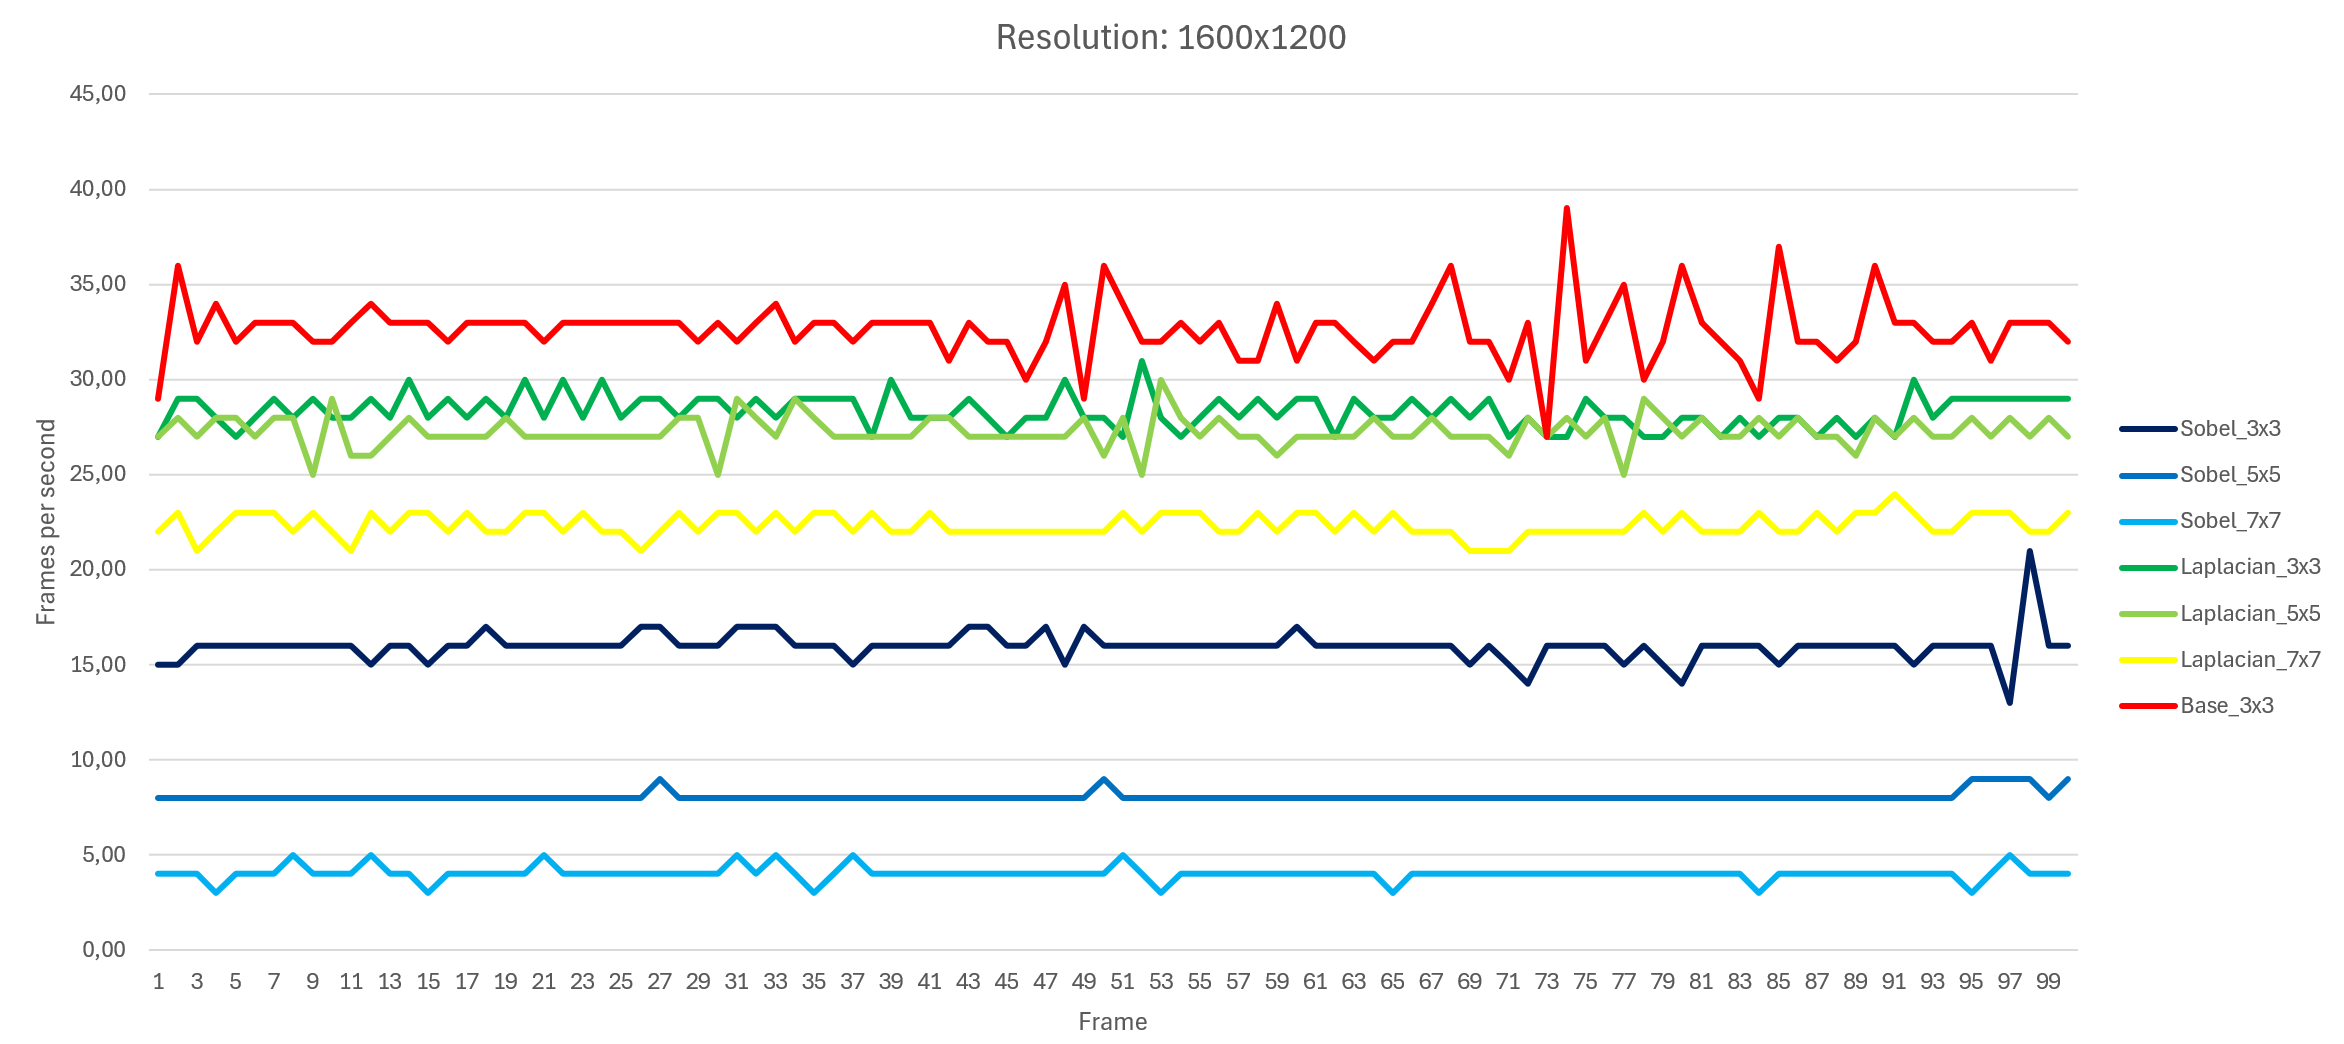 Resolution: 1600x1200
45,00
40,00
35,00
30,00
25,00
20,00
15,00
10,00
5,00
0,00
Frames per second
1 3 5 7 9 11 13 15 17 19 21 23 25 27 29 31 33 35 37 39 41 43 45 47 49 51 53 55 57 59 61 63 65 67 69 71 73 75 77 79 81 83 85 87 89 91 93 95 97 99
Frame
Sobel_3x3
Sobel_5x5
Sobel_7x7
Laplacian_3x3
Laplacian_5x5
Laplacian_7x7
Base_3x3